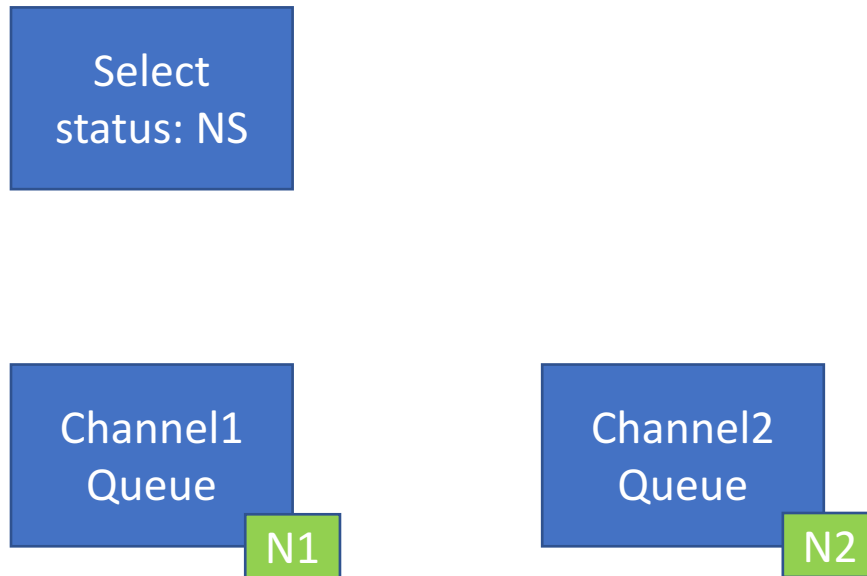 Select
status: NS
Channel1
Queue
N1
Channel2
Queue
N2